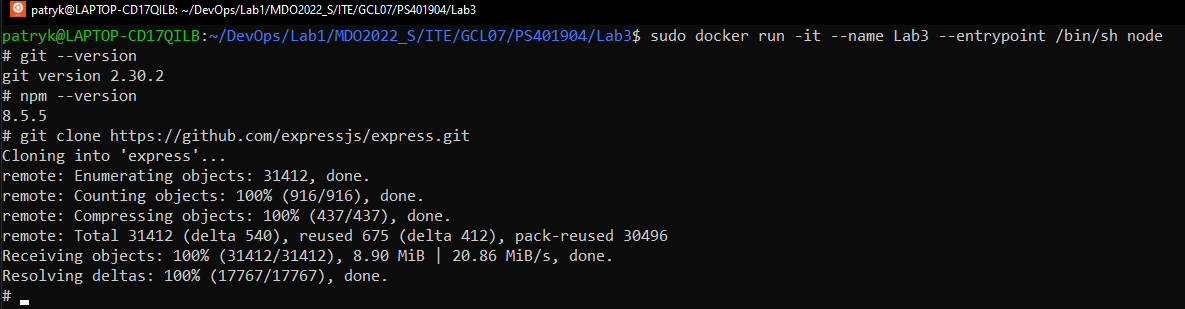 patryk@LAPTOP-CD17QILB: ~/DevOps/Lab1/MDO2022_S/ITE/GCL07/PS401904/Lab3
patryk@LAPTOP-CD17QILB:~/DevOps/Lab1/MDO2022_S/ITE/GCL07/PS401904/Lab3$ sudo docker run -it --name Lab3 --entrypoint /bin/sh node
# git --version
git version 2.30.2
# npm --version
8.5.5
# git clone https://github.com/expressjs/express.git
Cloning into 'express'...
remote: Enumerating objects: 31412, done.
remote: Counting objects: 100% (916/916), done.
remote: Compressing objects: 100% (437/437), done.
remote: Total 31412 (delta 540), reused 675 (delta 412), pack-reused 30496
Receiving objects: 100% (31412/31412), 8.90 MiB | 20.86 MiB/s, done.
Resolving deltas: 100% (17767/17767), done.
#